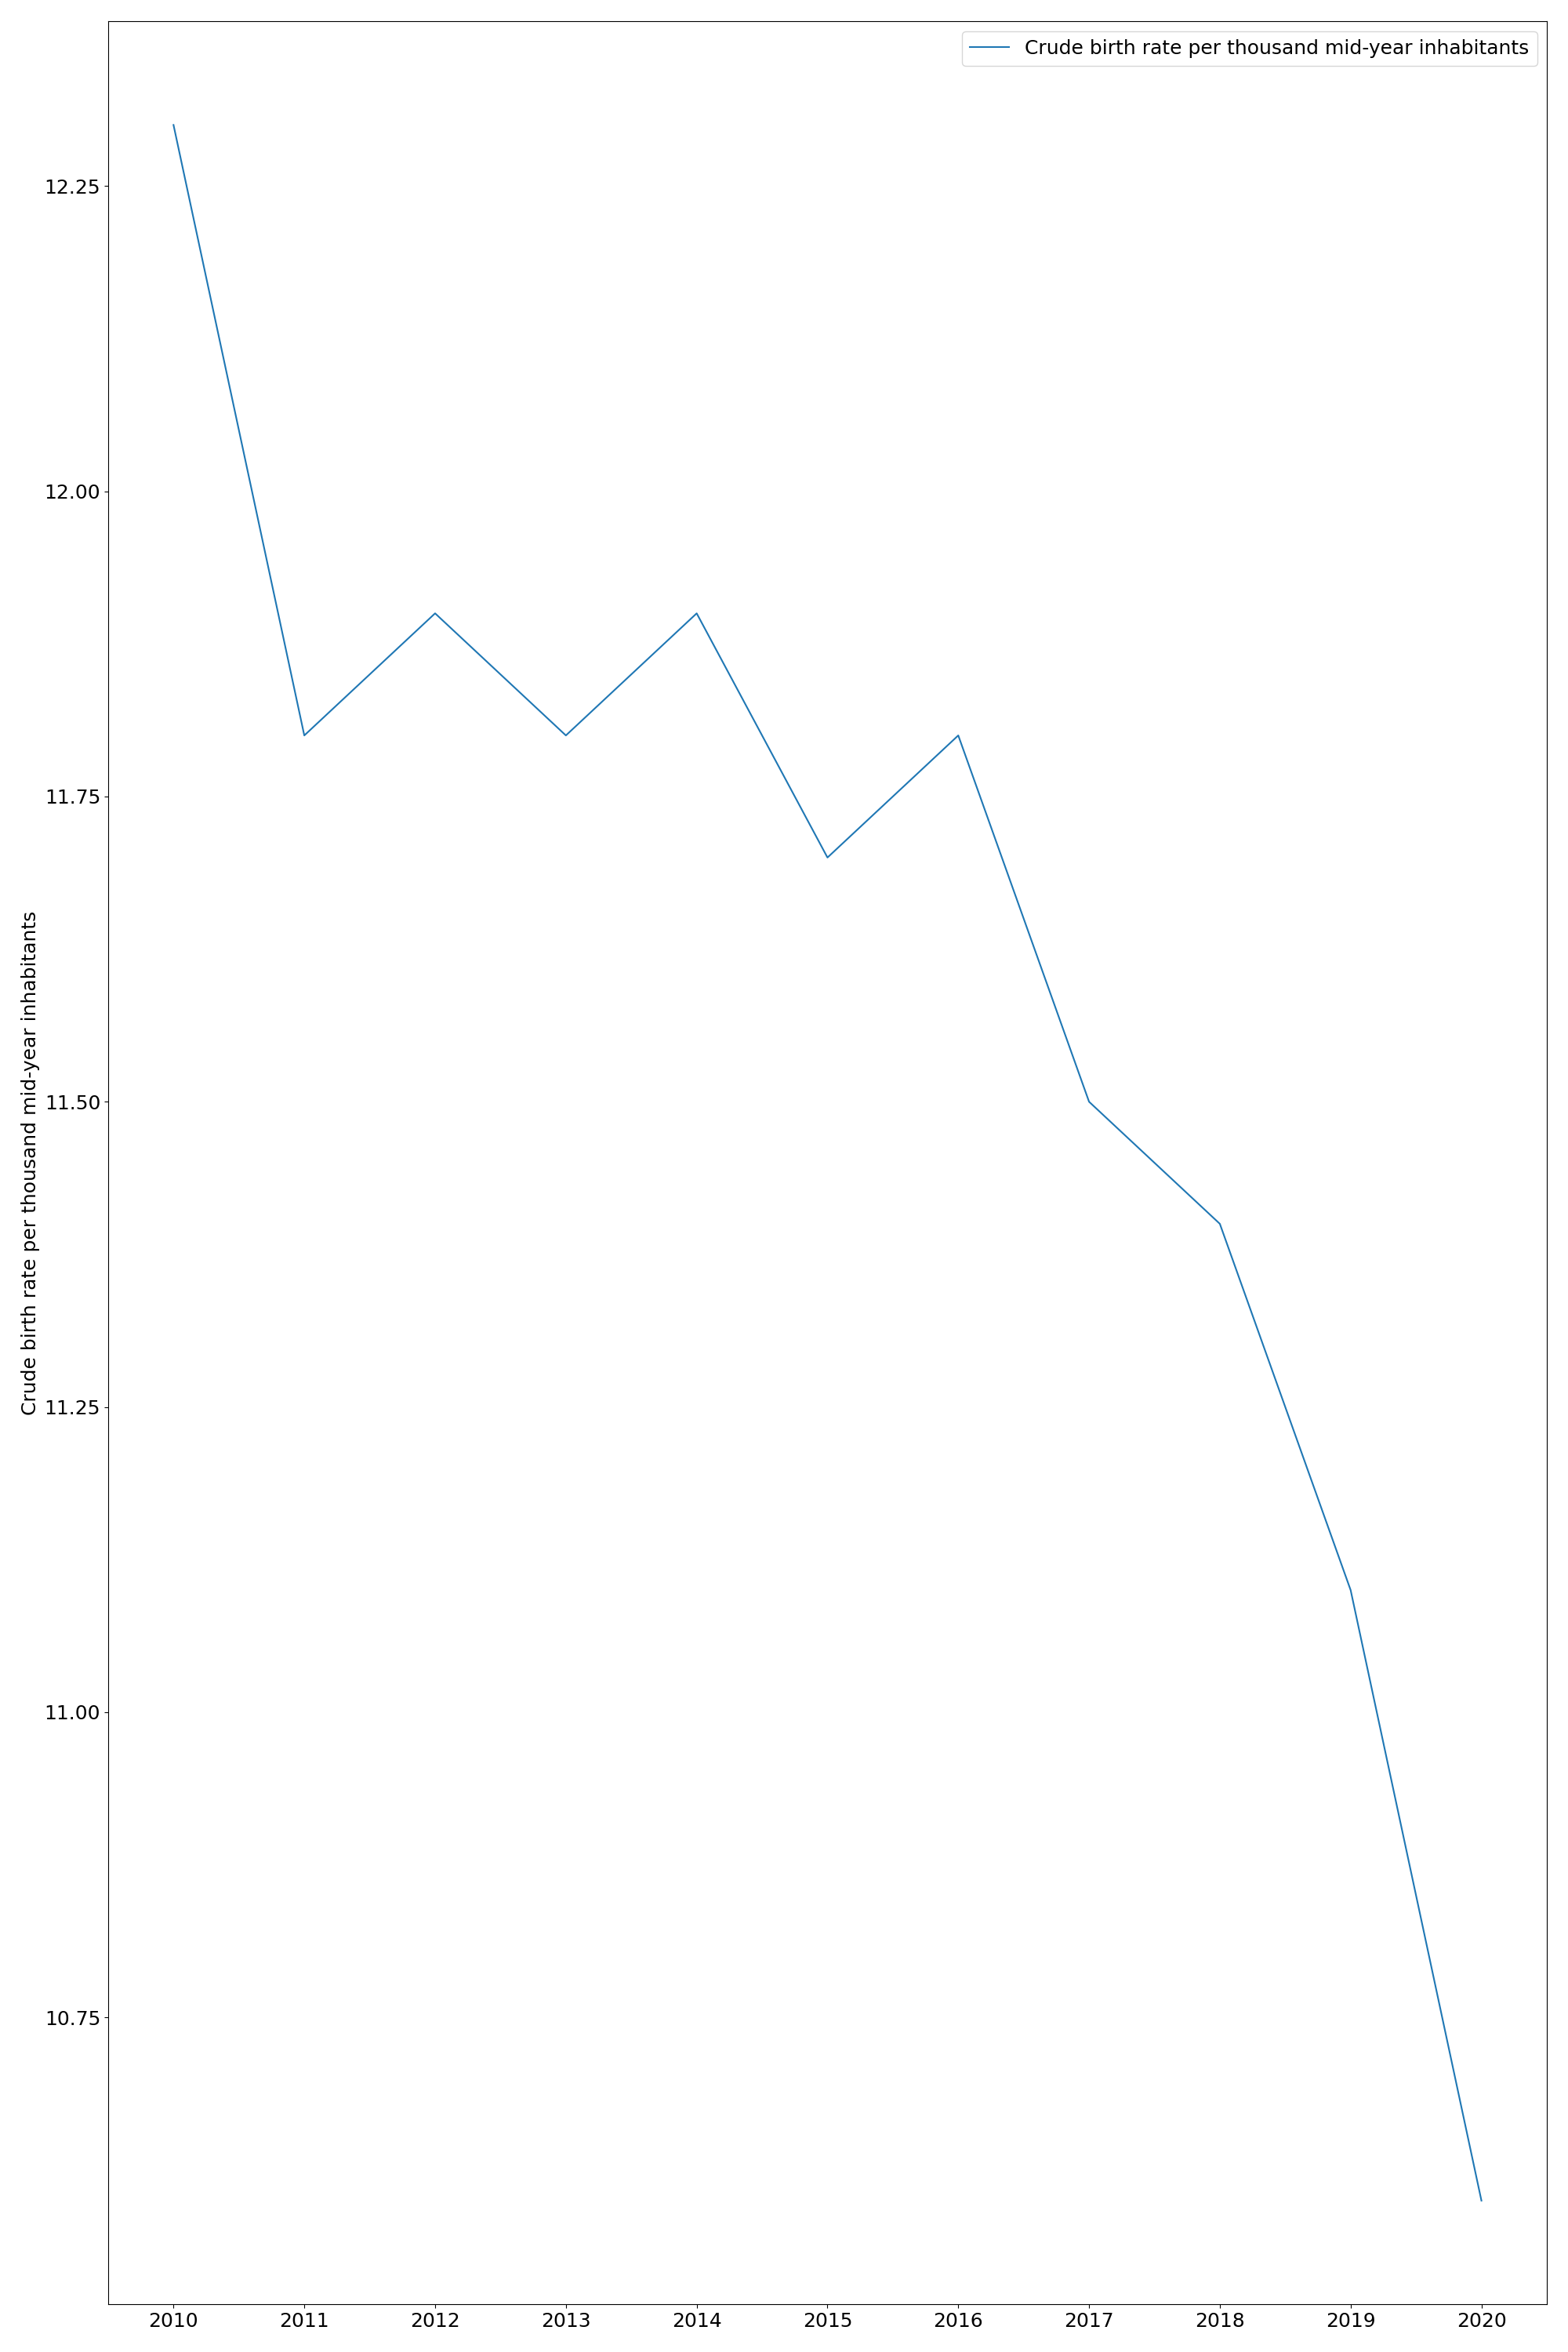 Crude birth rate per thousand mid-year inhabitants
Crude birth rate per thousand mid-year inhabitants
12.25
12.00
11.75
11.50
11.25
11.00
10.75
2010 2011 2012 2013 2014 2015 2016 2017 2018 2019 2020